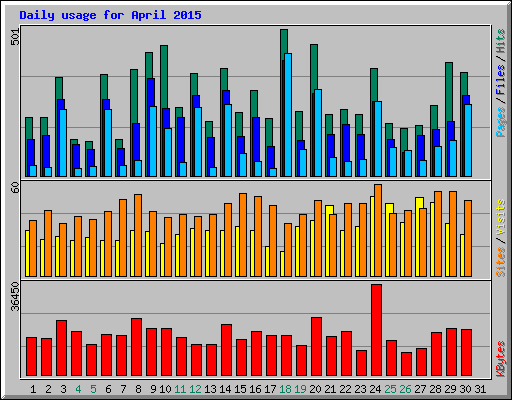 Daily usage for April 2015
501
Pages / Files / Hits
60
Sites / Visits
36450
KBytes
1 2 3 4 5 6 7 8 9 10 11 12 13 14 15 16 17 18 19 20 21 22 23 24 25 26 27 28 29 30 31